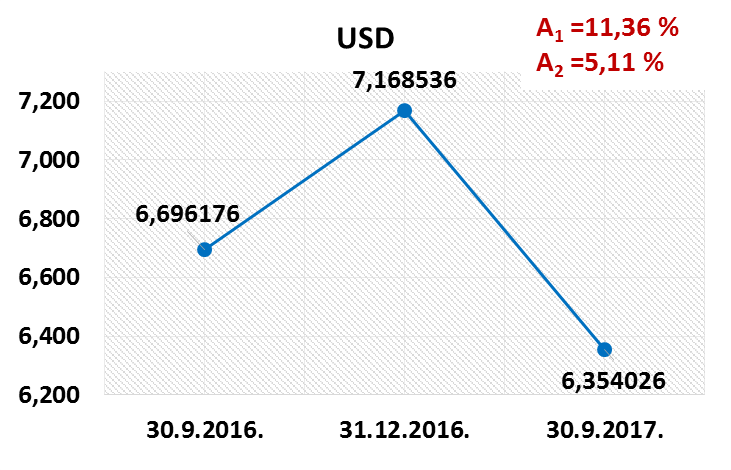 USD
A₁ =11,36 %
A₂ =5,11 %
7,200
7,000
6,800
6,600
6,400
6,200
7,168536
6,696176
6,354026
30.9.2016. 31.12.2016. 30.9.2017.